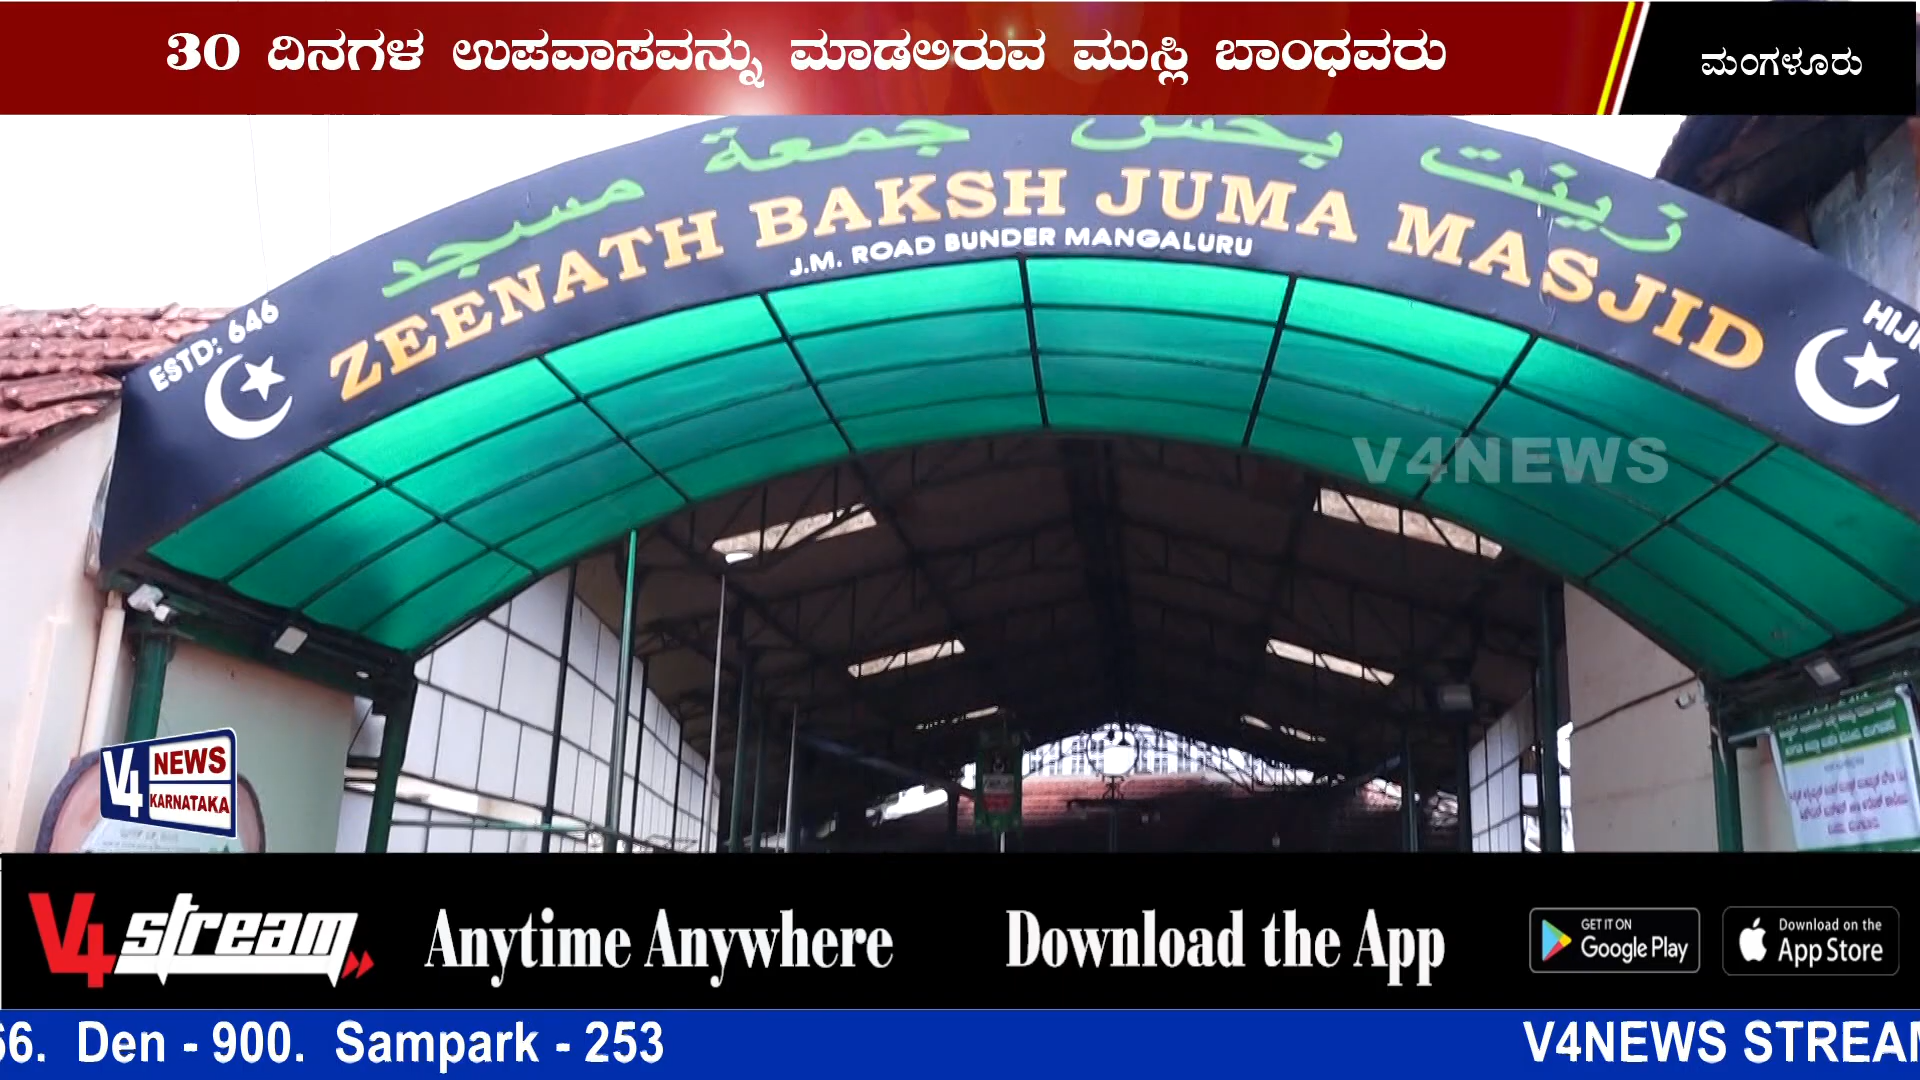 30 ದಿನಗಳ ಉಪವಾಸವನ್ನು ಮಾಡಲಿರುವ ಮುಸ್ಲಿ ಬಾಂಧವರು
ಮಂಗಳೂರು
زينت بخش جمعة مسجد
ZEENATH BAKSH JUMA MASJID
J.M. ROAD BUNDER MANGALURU
ESTD: 646
V4NEWS
V4 NEWS
KARNATAKA
V4 stream Anytime Anywhere Download the App
GET IT ON Google Play
Download on the App Store
66. Den - 900. Sampark - 253
V4NEWS STREAM